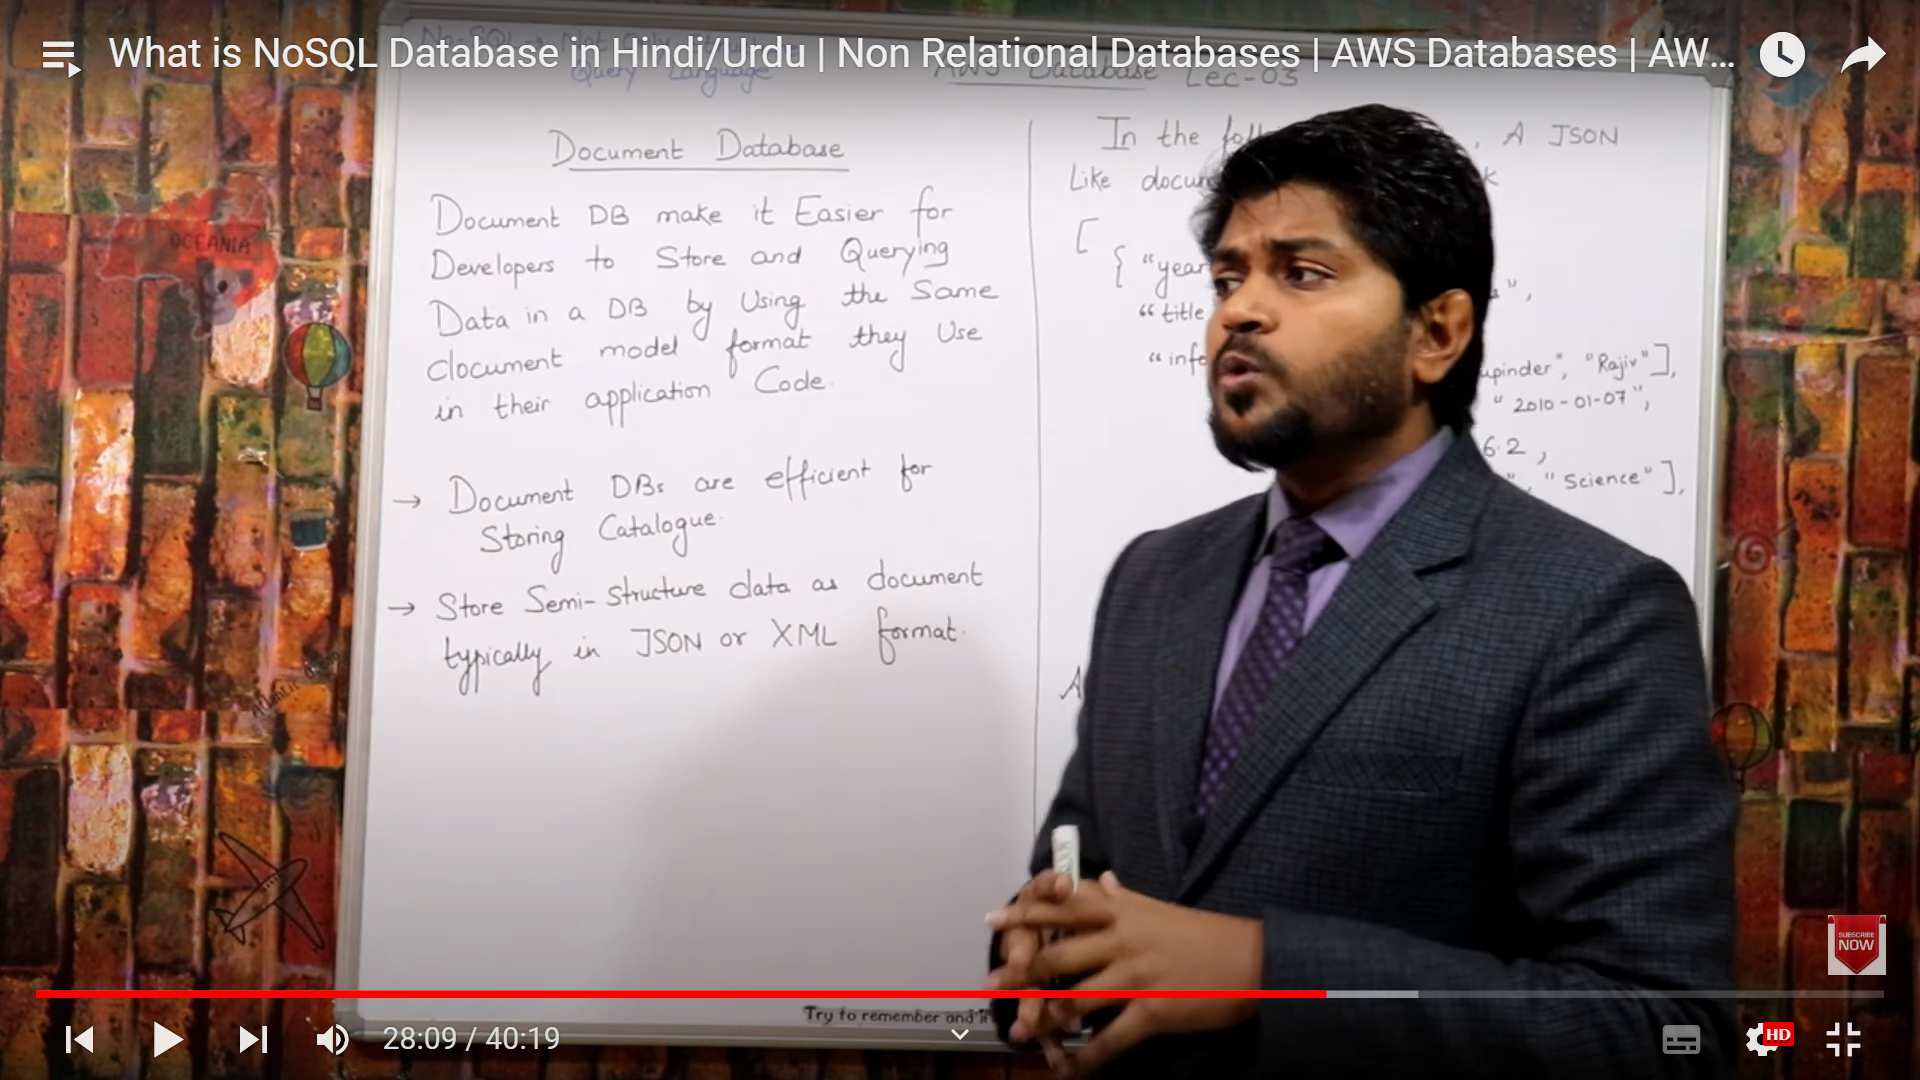 What is NoSQL Database in Hindi/Urdu | Non Relational Databases | AWS Databases | AW...
Query Language
AWS Database Lec-03
Document Database
Document DB make it Easier for
Developers to Store and Querying
Data in a DB by Using the Same
document model format they Use
in their application Code.
→ Document DBs are efficient for
Storing Catalogue.
→ Store Semi-Structure data as document
typically in JSON or XML format.
In the , A JSON
Like
[
{ "year
",
"title
"info
"Rajiv"],
"2010-01-07",
6.2,
", "Science"],
A
OCEANIA
Try to remember and
SUBSCRIBE
NOW
28:09 / 40:19
HD